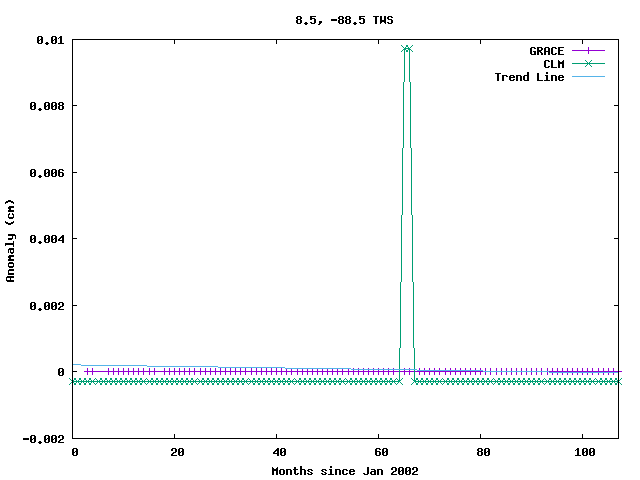 8.5, -88.5 TWS
GRACE
CLM
Trend Line
0.01
0.008
0.006
0.004
0.002
0
-0.002
Anomaly (cm)
0 20 40 60 80 100
Months since Jan 2002